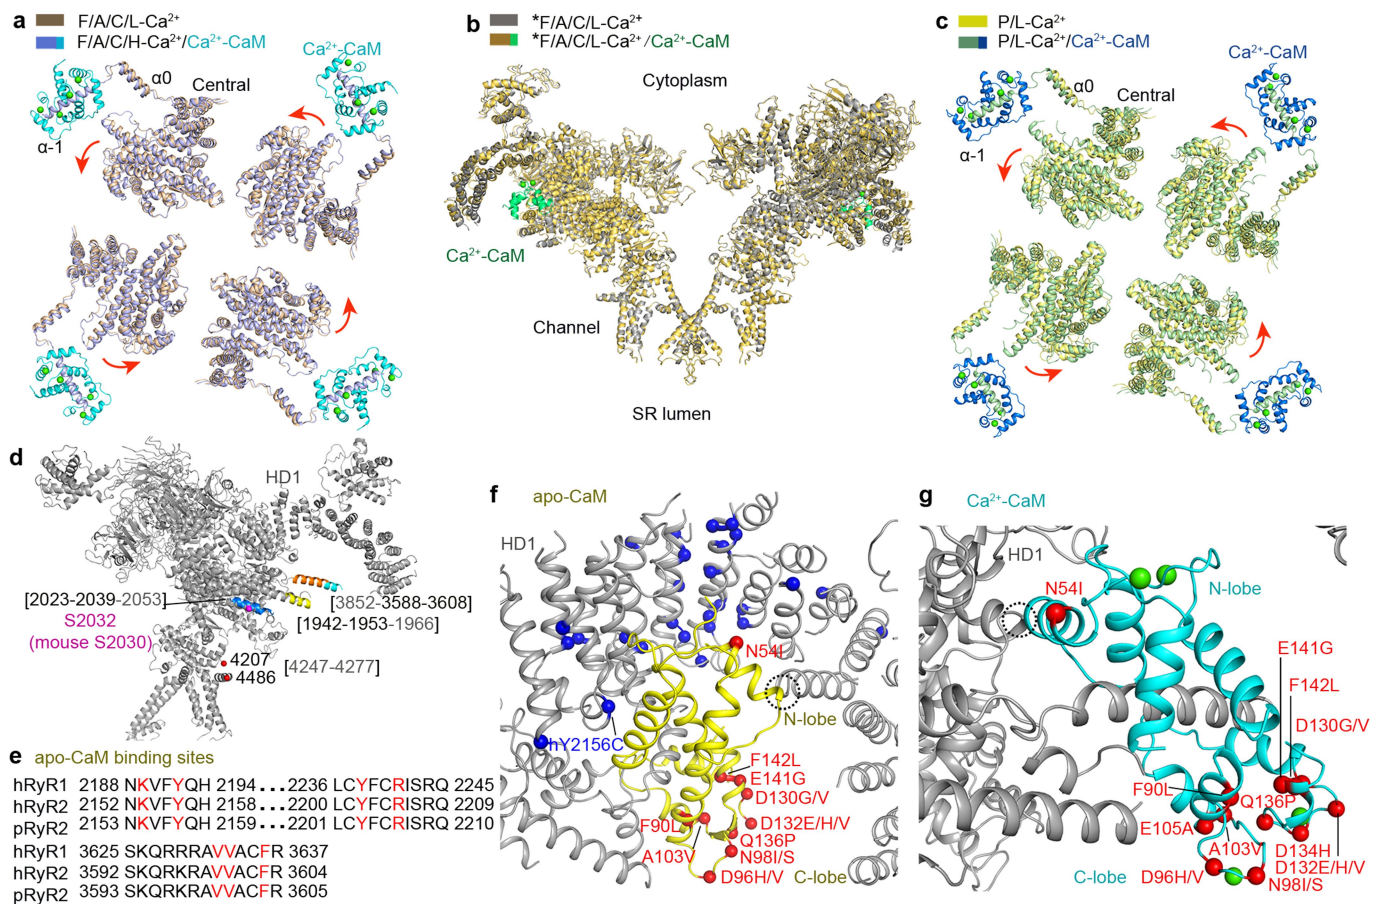 a
F/A/C/L-Ca²⁺
F/A/C/H-Ca²⁺/Ca²⁺-CaM
Ca²⁺-CaM
α0
Central
α-1
b
*F/A/C/L-Ca²⁺
*F/A/C/L-Ca²⁺/Ca²⁺-CaM
Cytoplasm
Ca²⁺-CaM
Channel
SR lumen
c
P/L-Ca²⁺
P/L-Ca²⁺/Ca²⁺-CaM
Ca²⁺-CaM
α0
Central
α-1
d
HD1
[2023-2039-2053]
S2032
(mouse S2030)
[3852-3588-3608]
[1942-1953-1966]
4207
4486
[4247-4277]
e apo-CaM binding sites
hRyR1 2188 NKVFYQH 2194 ... 2236 LCYFCRISRQ 2245
hRyR2 2152 NKVFYQH 2158 ... 2200 LCYFCRISRQ 2209
pRyR2 2153 NKVFYQH 2159 ... 2201 LCYFCRISRQ 2210
hRyR1 3625 SKQRRRAVVACFR 3637
hRyR2 3592 SKQRKRAVVACFR 3604
pRyR2 3593 SKQRKRAVVACFR 3605
f
apo-CaM
HD1
N54I
N-lobe
hY2156C
F142L
E141G
D130G/V
F90L
D132E/H/V
A103V
Q136P
N98I/S
D96H/V
C-lobe
g
Ca²⁺-CaM
HD1
N54I
N-lobe
E141G
F142L
D130G/V
F90L
Q136P
E105A
A103V
D134H
D132E/H/V
D96H/V
N98I/S
C-lobe